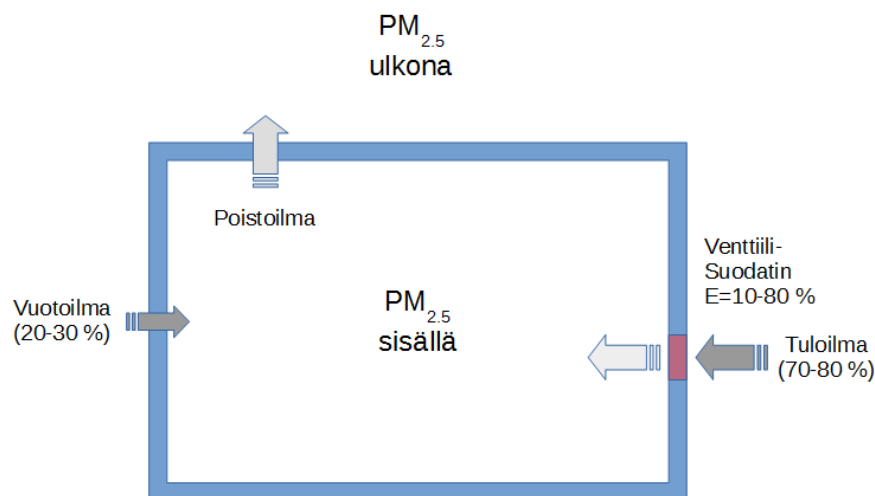 PM2.5
ulkona
Poistoilma
Venttiili-
Suodatin
E=10-80 %
Vuotoilma
(20-30 %)
PM2.5
sisällä
Tuloilma
(70-80 %)